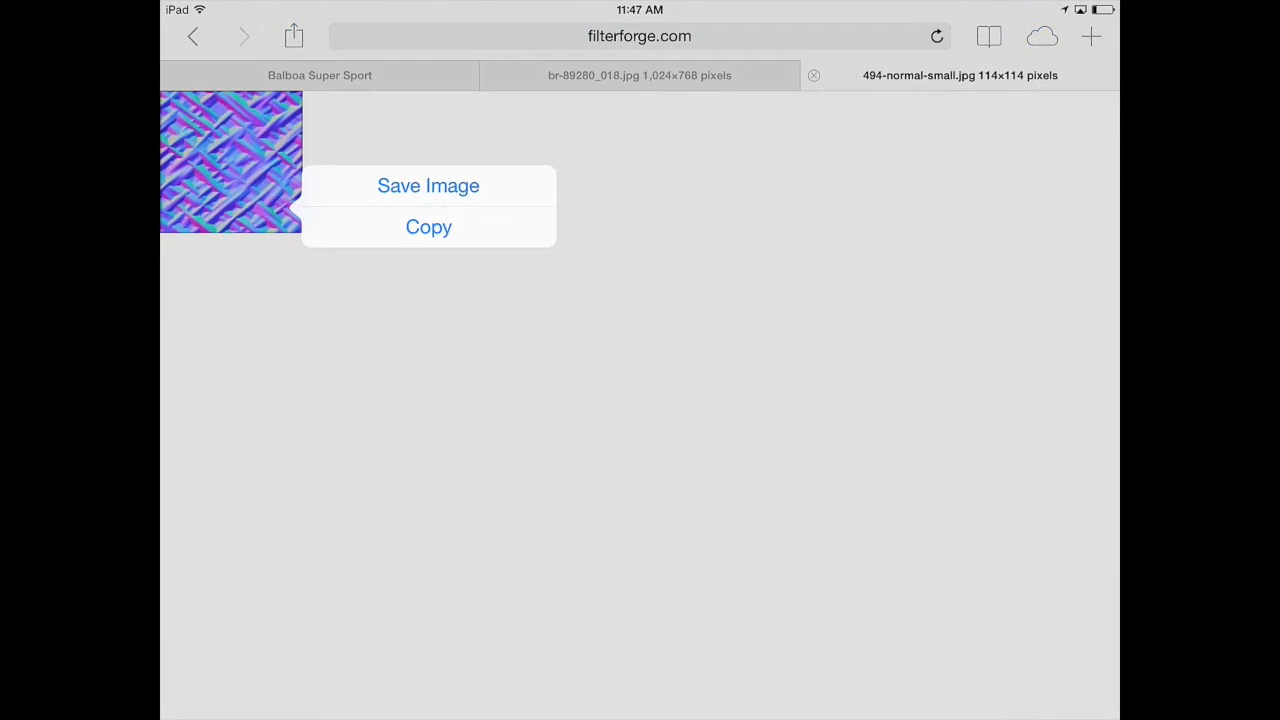 iPad 11:47 AM
filterforge.com
Balboa Super Sport
br-89280_018.jpg 1,024×768 pixels
494-normal-small.jpg 114×114 pixels
Save Image
Copy